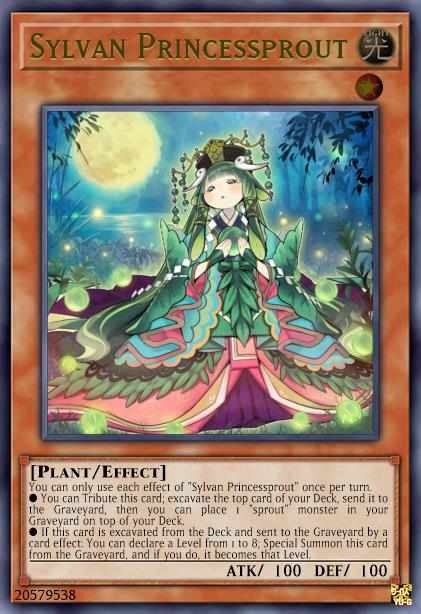 SYLVAN PRINCESSPROUT
LIGHT
光
[PLANT/EFFECT]
You can only use each effect of "Sylvan Princessprout" once per turn.
● You can Tribute this card; excavate the top card of your Deck, send it to
the Graveyard, then you can place 1 "sprout" monster in your
Graveyard on top of your Deck.
● If this card is excavated from the Deck and sent to the Graveyard by a
card effect: You can declare a Level from 1 to 8; Special Summon this card
from the Graveyard, and if you do, it becomes that Level.
ATK/ 100 DEF/ 100
20579538